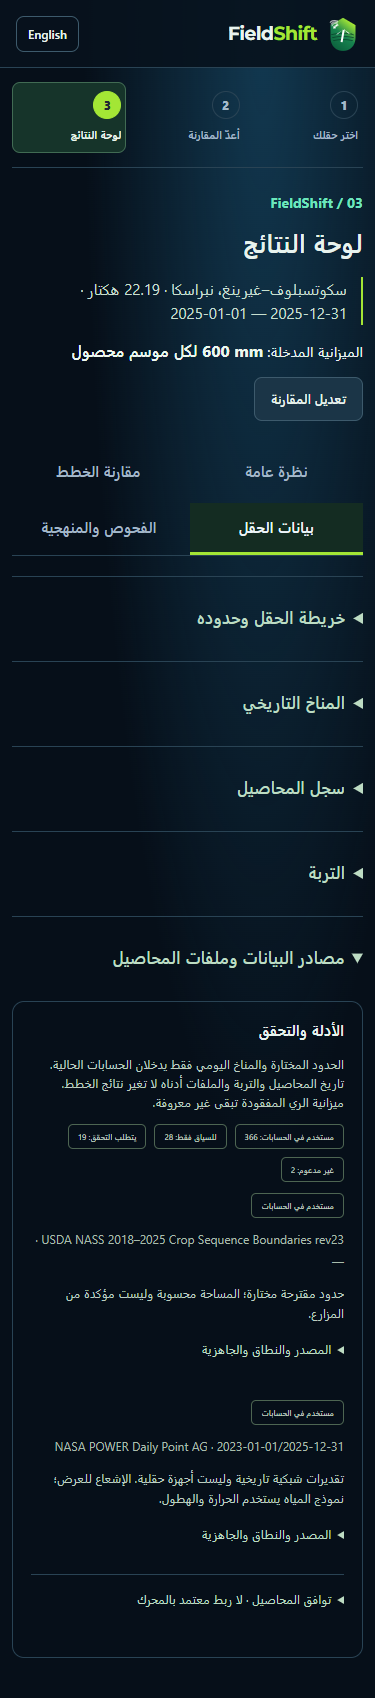 FieldShift
English
1
اختر حقلك
2
أعدّ المقارنة
3
لوحة النتائج
FieldShift / 03
لوحة النتائج
سكوتسبلوف–غيرينغ، نبراسكا · 22.19 هكتار ·
2025-01-01 — 2025-12-31
الميزانية المدخلة: 600 mm لكل موسم محصول
تعديل المقارنة
نظرة عامة
مقارنة الخطط
بيانات الحقل
الفحوص والمنهجية
خريطة الحقل وحدوده
المناخ التاريخي
سجل المحاصيل
التربة
مصادر البيانات وملفات المحاصيل
الأدلة والتحقق
الحدود المختارة والمناخ اليومي فقط يدخلان الحسابات الحالية.
تاريخ المحاصيل والتربة والملفات أدناه لا تغير نتائج الخطط.
ميزانية الري المفقودة تبقى غير معروفة.
مستخدم في الحسابات: 366
للسياق فقط: 28
يتطلب التحقق: 19
غير مدعوم: 2
مستخدم في الحسابات
USDA NASS 2018–2025 Crop Sequence Boundaries rev23 ·
—
حدود مقترحة مختارة؛ المساحة محسوبة وليست مؤكدة من
المزارع.
المصدر والنطاق والجاهزية
مستخدم في الحسابات
NASA POWER Daily Point AG · 2023-01-01/2025-12-31
تقديرات شبكية تاريخية وليست أجهزة حقلية. الإشعاع للعرض؛
نموذج المياه يستخدم الحرارة والهطول.
المصدر والنطاق والجاهزية
توافق المحاصيل · لا ربط معتمد بالمحرك